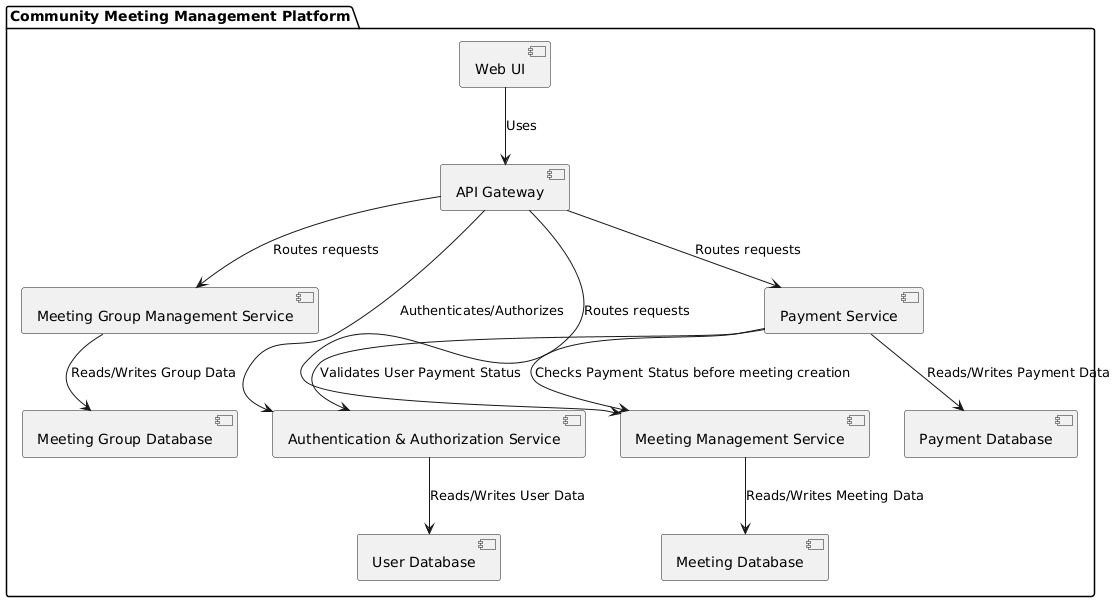 Community Meeting Management Platform
Web UI
Uses
API Gateway
Routes requests
Routes requests
Authenticates/Authorizes
Routes requests
Meeting Group Management Service
Payment Service
Reads/Writes Group Data
Validates User Payment Status
Checks Payment Status before meeting creation
Reads/Writes Payment Data
Meeting Group Database
Authentication & Authorization Service
Meeting Management Service
Payment Database
Reads/Writes User Data
Reads/Writes Meeting Data
User Database
Meeting Database